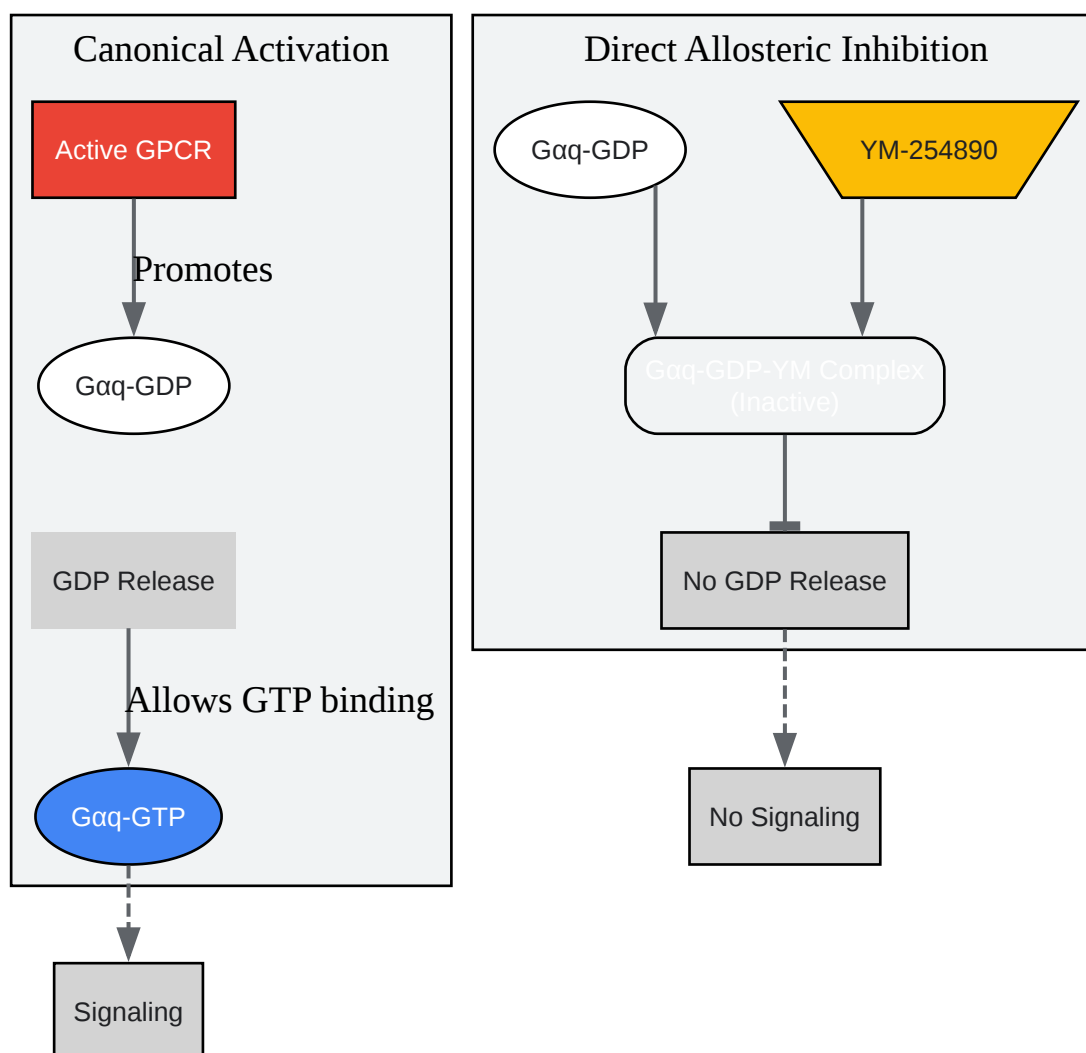 Canonical Activation
Active GPCR
Promotes
Gαq-GDP
GDP Release
Allows GTP binding
Gαq-GTP
Signaling
Direct Allosteric Inhibition
Gαq-GDP
YM-254890
Gαq-GDP-YM Complex
(Inactive)
No GDP Release
No Signaling